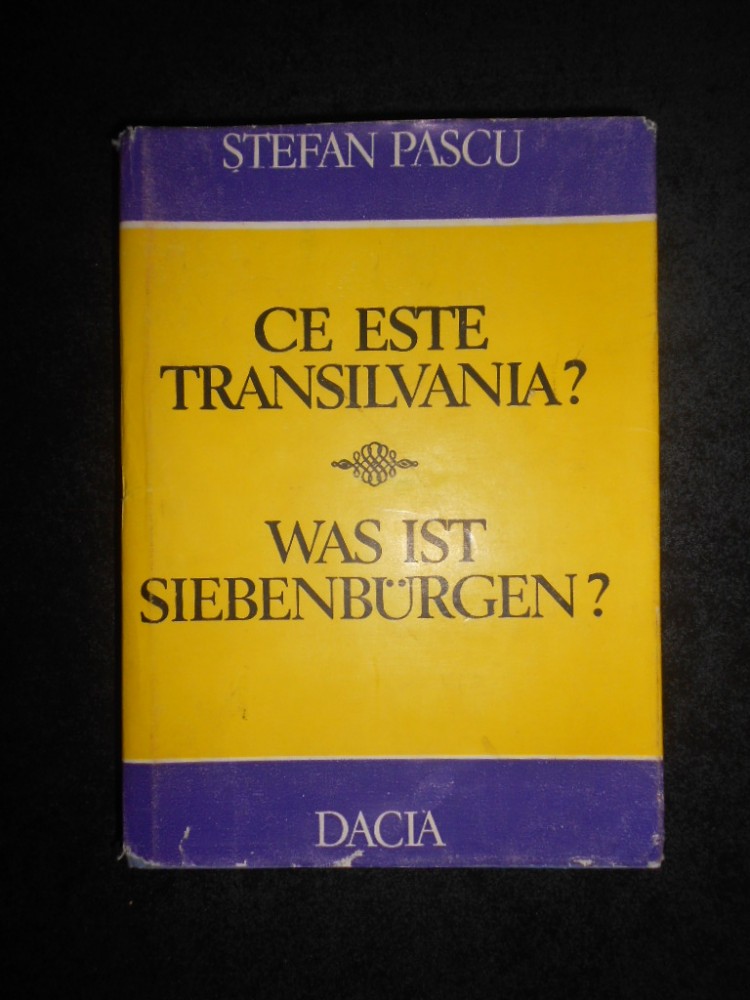 ȘTEFAN PASCU
CE ESTE
TRANSILVANIA?
WAS IST
SIEBENBÜRGEN?
DACIA